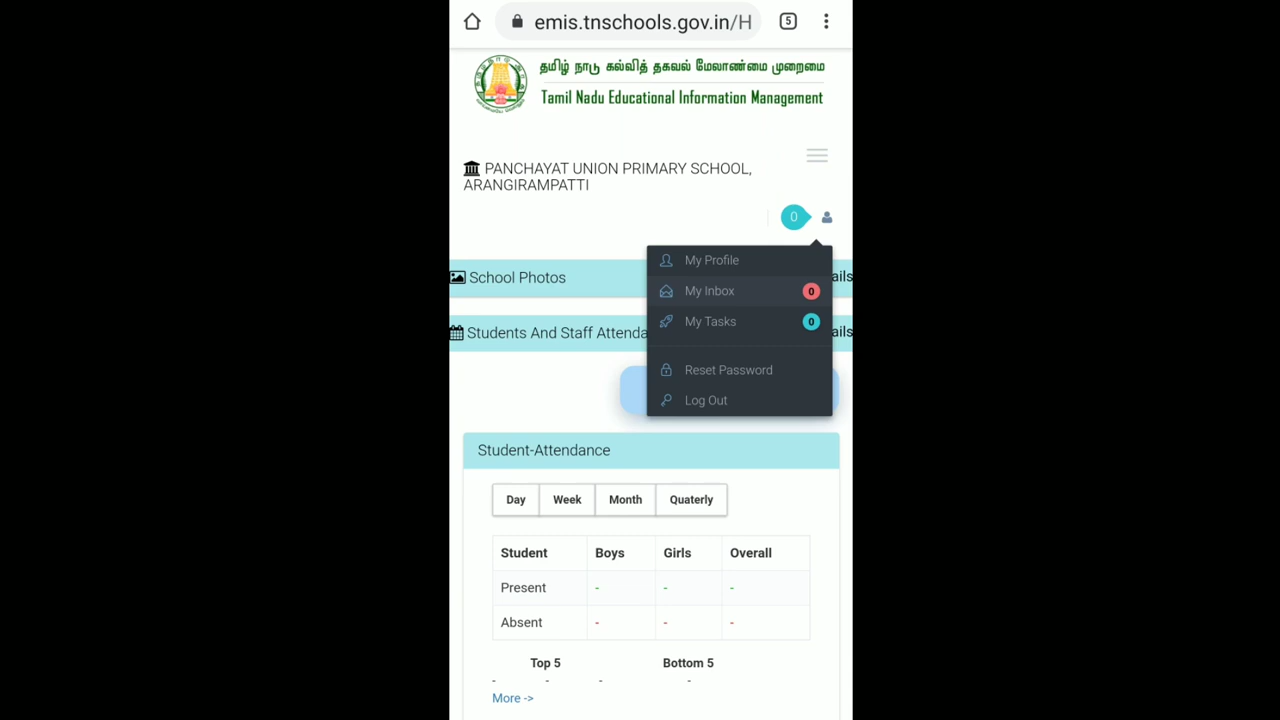 emis.tnschools.gov.in/H
5
தமிழ் நாடு கல்வித் தகவல் மேலாண்மை முறைமை
Tamil Nadu Educational Information Management
PANCHAYAT UNION PRIMARY SCHOOL,
ARANGIRAMPATTI
0
My Profile
School Photos
ails
My Inbox 0
My Tasks 0
Students And Staff Attenda
ails
Reset Password
Log Out
Student-Attendance
Day Week Month Quaterly
Student Boys Girls Overall
Present - - -
Absent - - -
Top 5 Bottom 5
- - - -
More ->